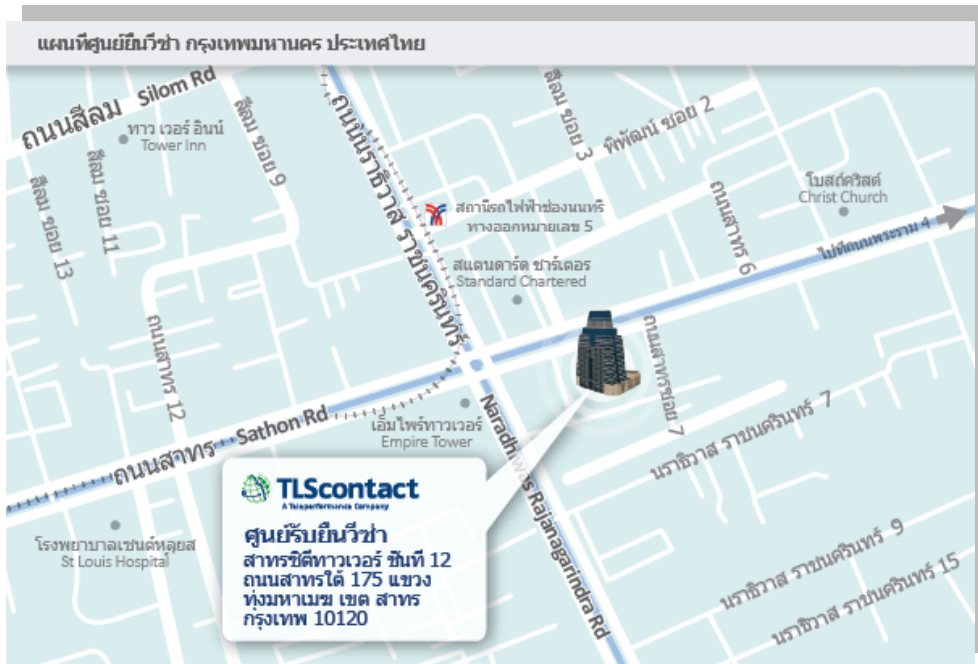 แผนที่ศูนย์ยื่นวีซ่า กรุงเทพมหานคร ประเทศไทย
ถนนสีลม Silom Rd
ทาว เวอร์ อินน์
Tower Inn
สีลม ซอย 9
สีลม ซอย 11
สีลม ซอย 13
ถนนนราธิวาส ราชนครินทร์
สีลม ซอย 3
พิพัฒน์ ซอย 2
สถานีรถไฟฟ้าช่องนนทรี
ทางออกหมายเลข 5
ถนนสาทร 6
โบสถ์คริสต์
Christ Church
ไปที่ถนนพระราม 4
สแตนดาร์ด ชาร์เตอร
Standard Chartered
ถนนสาทร 12
ถนนสาทรซอย 7
ถนนสาทร Sathon Rd
เอ็มไพร์ทาวเวอร์
Empire Tower
Naradhiwas Rajanagarindra Rd
นราธิวาส ราชนครินทร์ 7
นราธิวาส ราชนครินทร์ 9
นราธิวาส ราชนครินทร์ 15
โรงพยาบาลเซนต์หลุยส
St Louis Hospital
TLScontact
A Teleperformance Company
ศูนย์รับยื่นวีซ่า
สาทรซิตีทาวเวอร์ ชั้นที่ 12
ถนนสาทรใต้ 175 แขวง
ทุ่งมหาเมฆ เขต สาทร
กรุงเทพ 10120